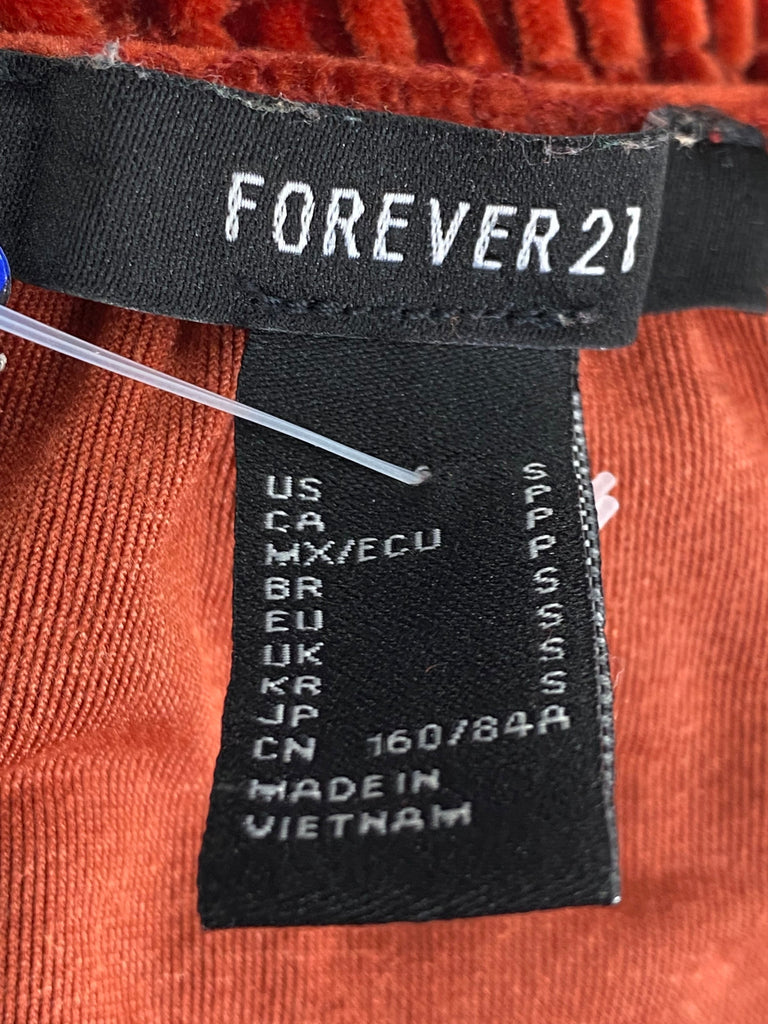 FOREVER 21
US S
CA P
MX/ECU P
BR P
EU S
UK S
KR S
JP S
CN 160/84A
MADE IN
VIETNAM